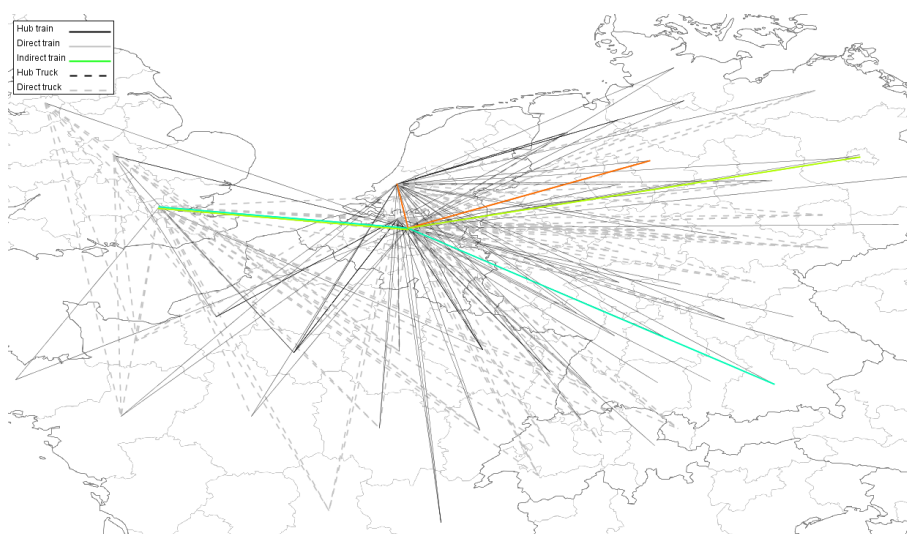 Hub train
Direct train
Indirect train
Hub Truck
Direct truck